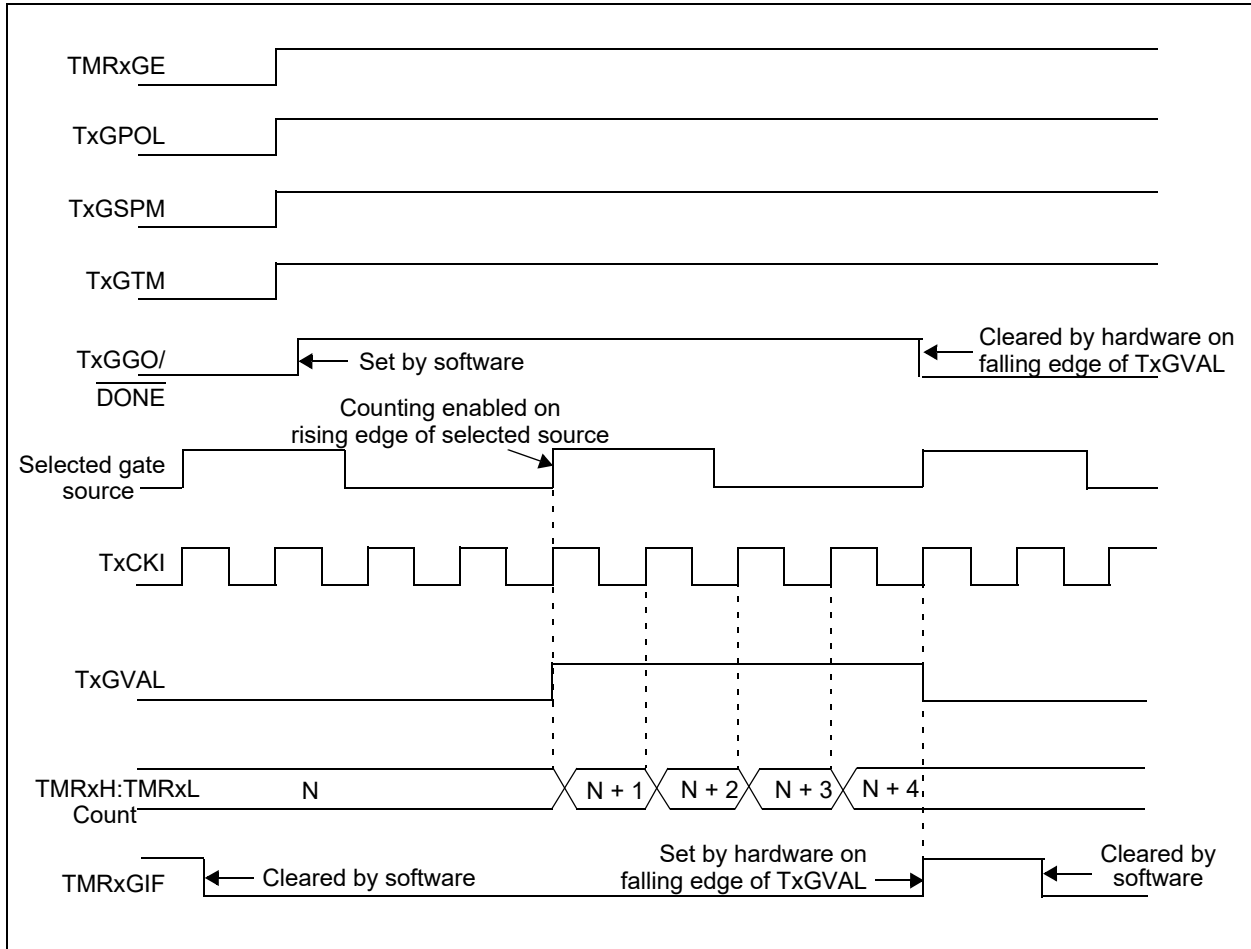 TMRxGE
TxGPOL
TxGSPM
TxGTM
TxGGO/
DONE
Set by software
Cleared by hardware on
falling edge of TxGVAL
Counting enabled on
rising edge of selected source
Selected gate
source
TxCKI
TxGVAL
TMRxH:TMRxL
Count
N
N + 1
N + 2
N + 3
N + 4
TMRxGIF
Cleared by software
Set by hardware on
falling edge of TxGVAL
Cleared by
software